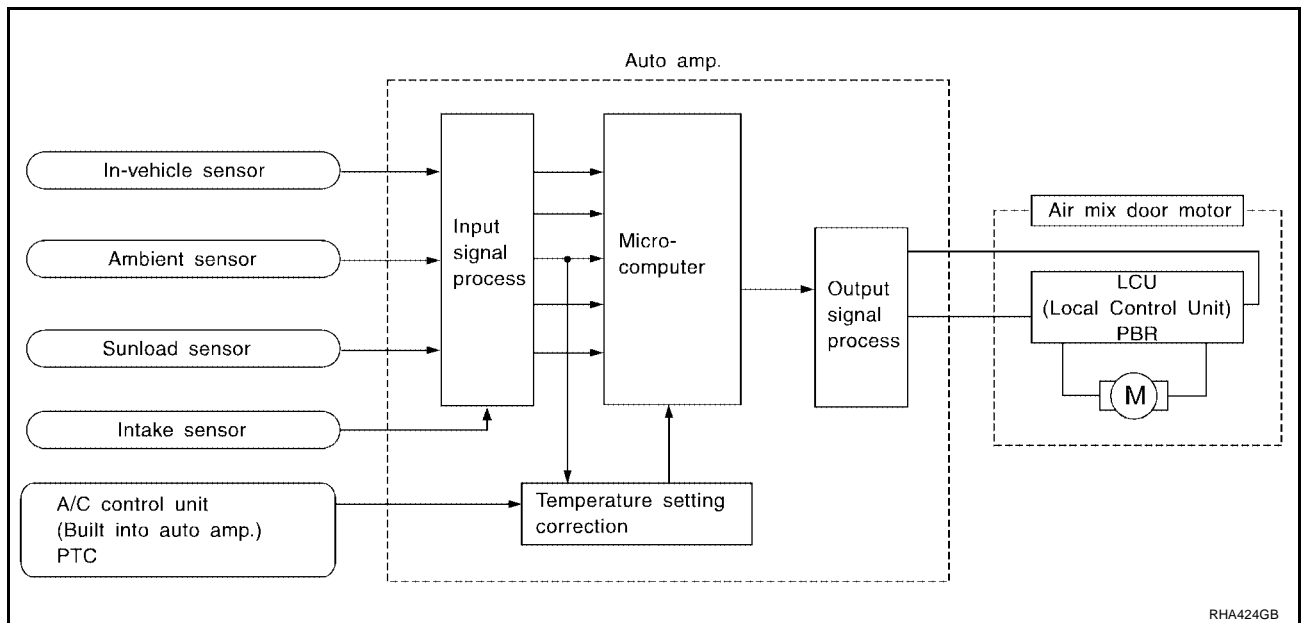 Auto amp.
In-vehicle sensor
Ambient sensor
Sunload sensor
Intake sensor
A/C control unit
(Built into auto amp.)
PTC
Input
signal
process
Micro-
computer
Temperature setting
correction
Output
signal
process
Air mix door motor
LCU
(Local Control Unit)
PBR
M
RHA424GB